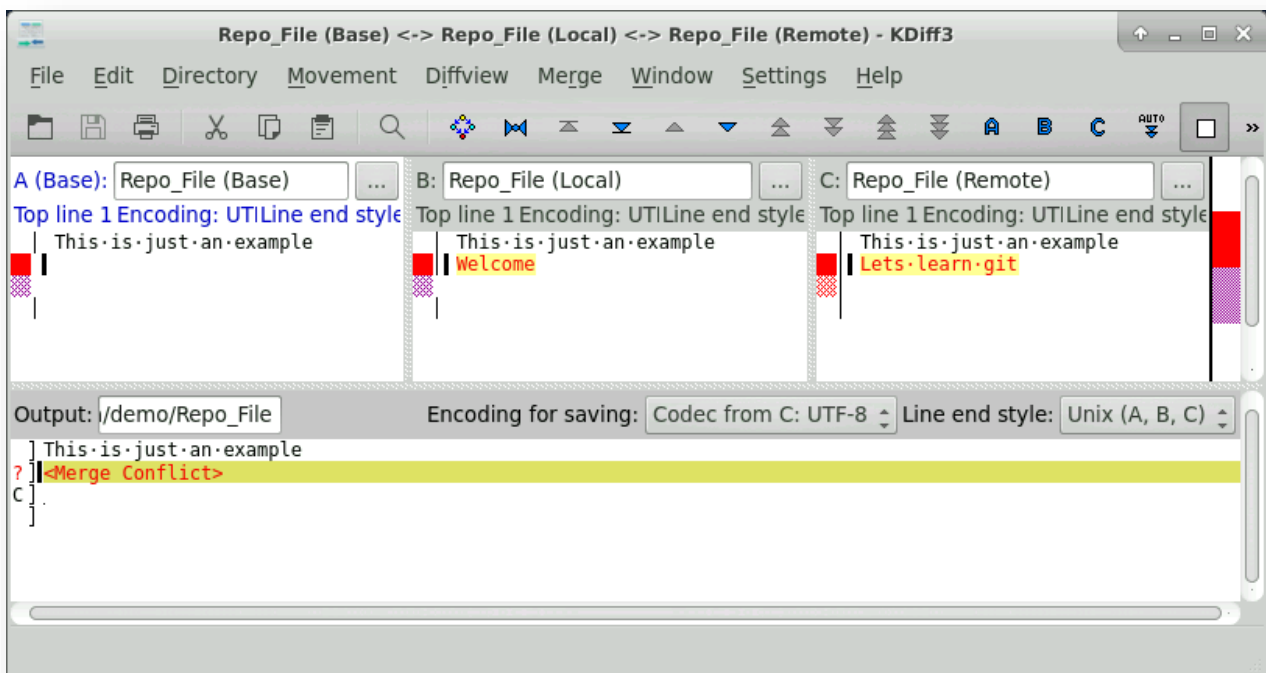 Repo_File (Base) <-> Repo_File (Local) <-> Repo_File (Remote) - KDiff3
File Edit Directory Movement Diffview Merge Window Settings Help
A B C AUTO »
A (Base): Repo_File (Base) ... B: Repo_File (Local) ... C: Repo_File (Remote) ...
Top line 1 Encoding: UTI Line end style Top line 1 Encoding: UTI Line end style Top line 1 Encoding: UTI Line end style
This·is·just·an·example This·is·just·an·example This·is·just·an·example
Welcome Lets·learn·git
Output: /demo/Repo_File Encoding for saving: Codec from C: UTF-8 Line end style: Unix (A, B, C)
] This·is·just·an·example
? ] <Merge Conflict>
C ] .
]